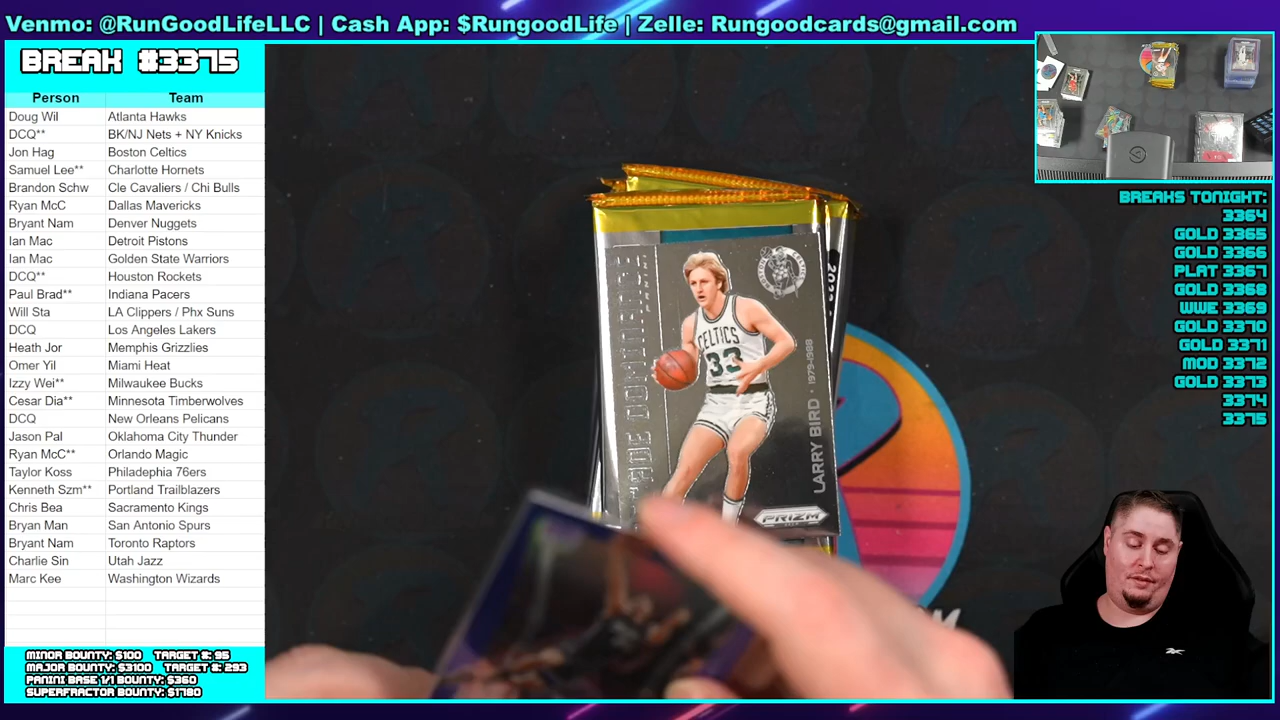 Venmo: @RunGoodLifeLLC | Cash App: $RungoodLife | Zelle: Rungoodcards@gmail.com
BREAK #3375
Person Team
Doug Wil Atlanta Hawks
DCQ** BK/NJ Nets + NY Knicks
Jon Hag Boston Celtics
Samuel Lee** Charlotte Hornets
Brandon Schw Cle Cavaliers / Chi Bulls
Ryan McC Dallas Mavericks
Bryant Nam Denver Nuggets
Ian Mac Detroit Pistons
Ian Mac Golden State Warriors
DCQ** Houston Rockets
Paul Brad** Indiana Pacers
Will Sta LA Clippers / Phx Suns
DCQ Los Angeles Lakers
Heath Jor Memphis Grizzlies
Omer Yil Miami Heat
Izzy Wei** Milwaukee Bucks
Cesar Dia** Minnesota Timberwolves
DCQ New Orleans Pelicans
Jason Pal Oklahoma City Thunder
Ryan McC** Orlando Magic
Taylor Koss Philadephia 76ers
Kenneth Szm** Portland Trailblazers
Chris Bea Sacramento Kings
Bryan Man San Antonio Spurs
Bryant Nam Toronto Raptors
Charlie Sin Utah Jazz
Marc Kee Washington Wizards
MINOR BOUNTY: $100 TARGET #: 95
MAJOR BOUNTY: $3100 TARGET #: 293
PANINI BASE 1/1 BOUNTY: $360
SUPERFRACTOR BOUNTY: $1780
CELTICS
33
LARRY BIRD • 1979-1988
PRIZM
BREAKS TONIGHT:
3364
GOLD 3365
GOLD 3366
PLAT 3367
GOLD 3368
WWE 3369
GOLD 3370
GOLD 3371
MOD 3372
GOLD 3373
3374
3375